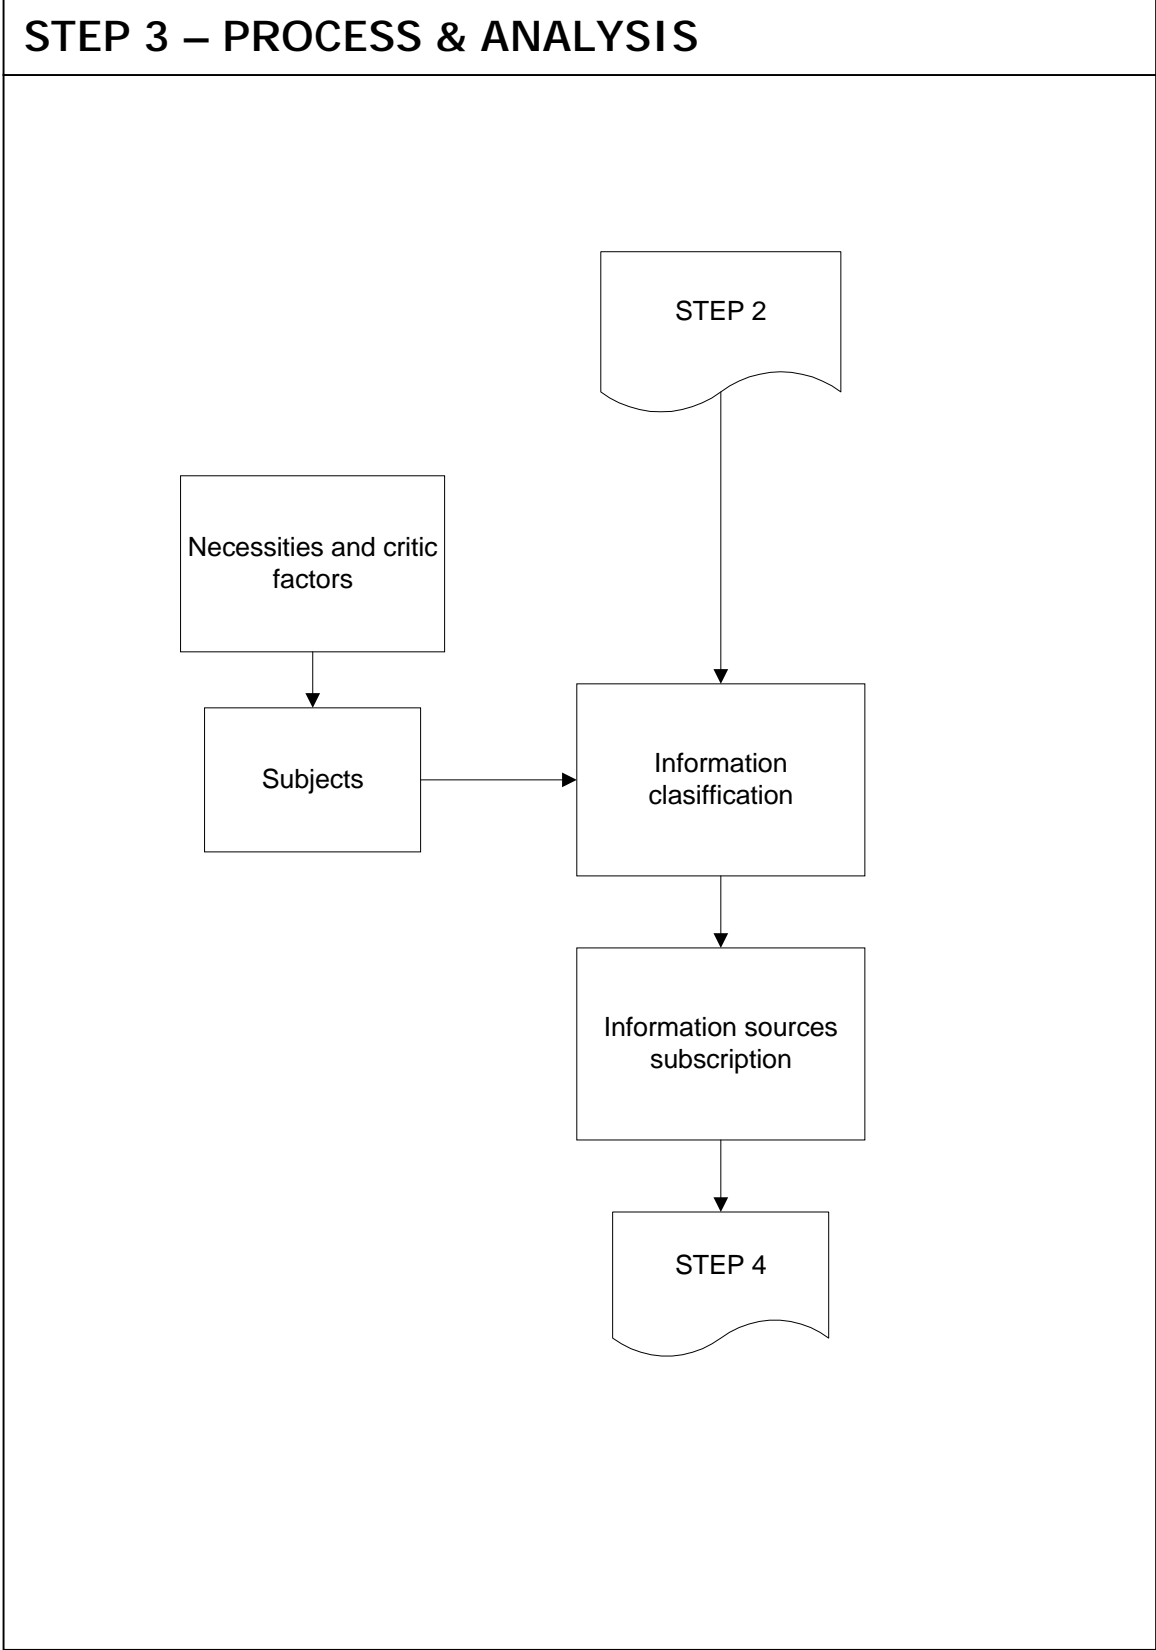 STEP 3 – PROCESS & ANALYSIS
STEP 2
Necessities and critic
factors
Subjects
Information
clasiffication
Information sources
subscription
STEP 4